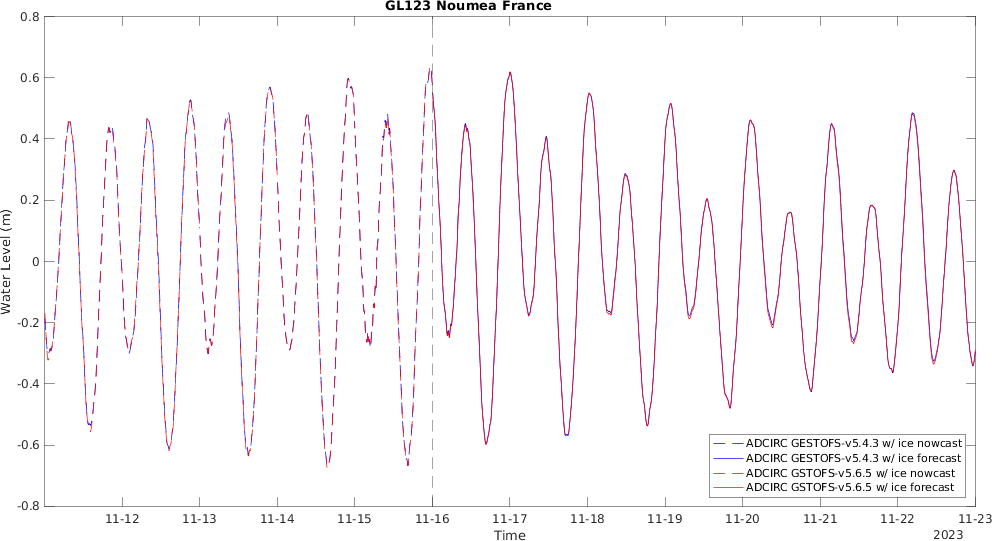 GL123 Noumea France
0.8
0.6
0.4
0.2
0
-0.2
-0.4
-0.6
-0.8
Water Level (m)
ADCIRC GESTOFS-v5.4.3 w/ ice nowcast
ADCIRC GESTOFS-v5.4.3 w/ ice forecast
ADCIRC GSTOFS-v5.6.5 w/ ice nowcast
ADCIRC GSTOFS-v5.6.5 w/ ice forecast
11-12 11-13 11-14 11-15 11-16 11-17 11-18 11-19 11-20 11-21 11-22 11-23
Time
2023